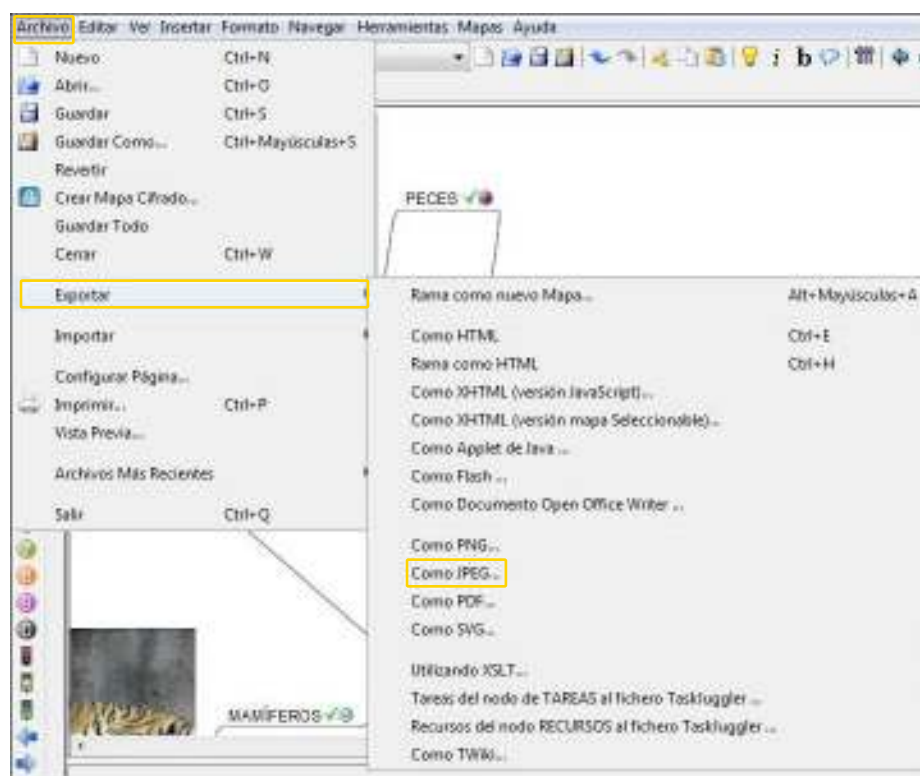 Archivo Editar Ver Insertar Formato Navegar Herramientas Mapas Ayuda
Nuevo Ctrl+N
Abrir... Ctrl+O
Guardar Ctrl+S
Guardar Como... Ctrl+Mayúsculas+S
Revertir
Crear Mapa Cifrado...
Guardar Todo
Cerrar Ctrl+W
Exportar
Importar
Configurar Página...
Imprimir... Ctrl+P
Vista Previa...
Archivos Más Recientes
Salir Ctrl+Q
i b
PECES
Rama como nuevo Mapa... Alt+Mayúsculas+A
Como HTML Ctrl+E
Rama como HTML Ctrl+H
Como XHTML (versión JavaScript)...
Como XHTML (versión mapa Seleccionable)...
Como Applet de Java ...
Como Flash ...
Como Documento Open Office Writer ...
Como PNG...
Como JPEG...
Como PDF...
Como SVG...
Utilizando XSLT...
Tareas del nodo de TAREAS al fichero TaskJuggler ...
Recursos del nodo RECURSOS al fichero TaskJuggler ...
Como TWiki...
MAMÍFEROS